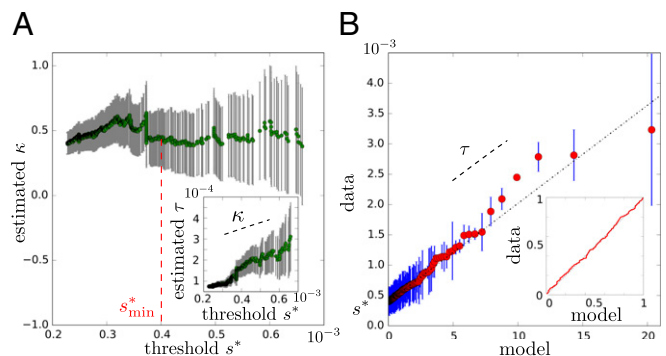 A
B
estimated κ
1.0
0.5
0.0
−0.5
−1.0
0.2 0.3 0.4 0.5 0.6
10⁻³
threshold s*
s*min
10⁻⁴
estimated τ
4
3
2
1
κ
0.2 0.4 0.6
10⁻³
threshold s*
10⁻³
data
4.0
3.5
3.0
2.5
2.0
1.5
1.0
0.5
s*
0.0
0 5 10 15 20
model
τ
data
1
0.5
0
0 0.5 1
model